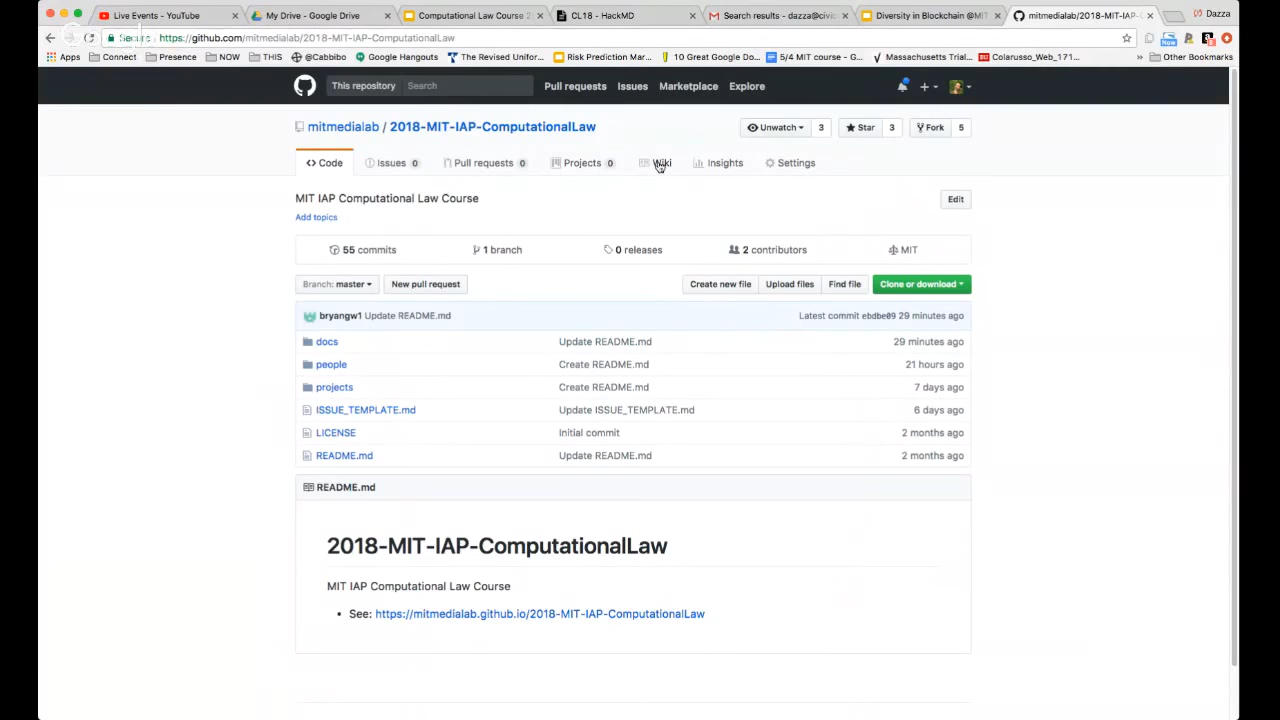 Live Events - YouTube
My Drive - Google Drive
Computational Law Course 2
CL18 - HackMD
Search results - dazza@civic
Diversity in Blockchain @MIT
mitmedialab/2018-MIT-IAP-C
Dazza
Secure https://github.com/mitmedialab/2018-MIT-IAP-ComputationalLaw
Apps Connect Presence NOW THIS @Cabbibo Google Hangouts The Revised Unifor... Risk Prediction Mar... 10 Great Google Do... 5/4 MIT course - G... Massachusetts Trial... Colarusso_Web_171... » Other Bookmarks
This repository Search Pull requests Issues Marketplace Explore
mitmedialab / 2018-MIT-IAP-ComputationalLaw Unwatch 3 Star 3 Fork 5
Code Issues 0 Pull requests 0 Projects 0 Wiki Insights Settings
MIT IAP Computational Law Course Edit
Add topics
55 commits 1 branch 0 releases 2 contributors MIT
Branch: master New pull request Create new file Upload files Find file Clone or download
bryangw1 Update README.md Latest commit ebdbe09 29 minutes ago
docs Update README.md 29 minutes ago
people Create README.md 21 hours ago
projects Create README.md 7 days ago
ISSUE_TEMPLATE.md Update ISSUE_TEMPLATE.md 6 days ago
LICENSE Initial commit 2 months ago
README.md Update README.md 2 months ago
README.md
2018-MIT-IAP-ComputationalLaw
MIT IAP Computational Law Course
• See: https://mitmedialab.github.io/2018-MIT-IAP-ComputationalLaw